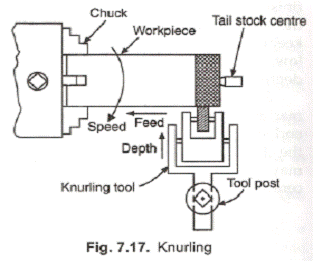 Chuck
Workpiece
Tail stock centre
Speed
Feed
Depth
Knurling tool
Tool post
Fig. 7.17. Knurling